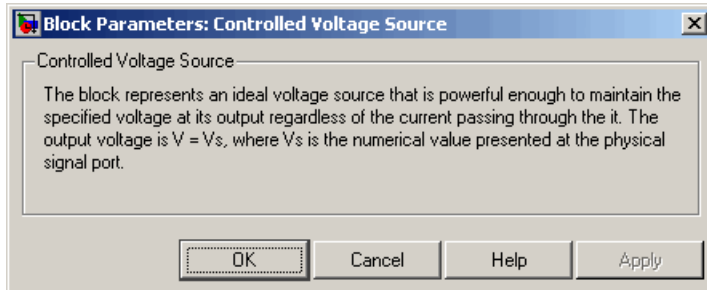 Block Parameters: Controlled Voltage Source
Controlled Voltage Source
The block represents an ideal voltage source that is powerful enough to maintain the
specified voltage at its output regardless of the current passing through the it. The
output voltage is V = Vs, where Vs is the numerical value presented at the physical
signal port.
OK
Cancel
Help
Apply